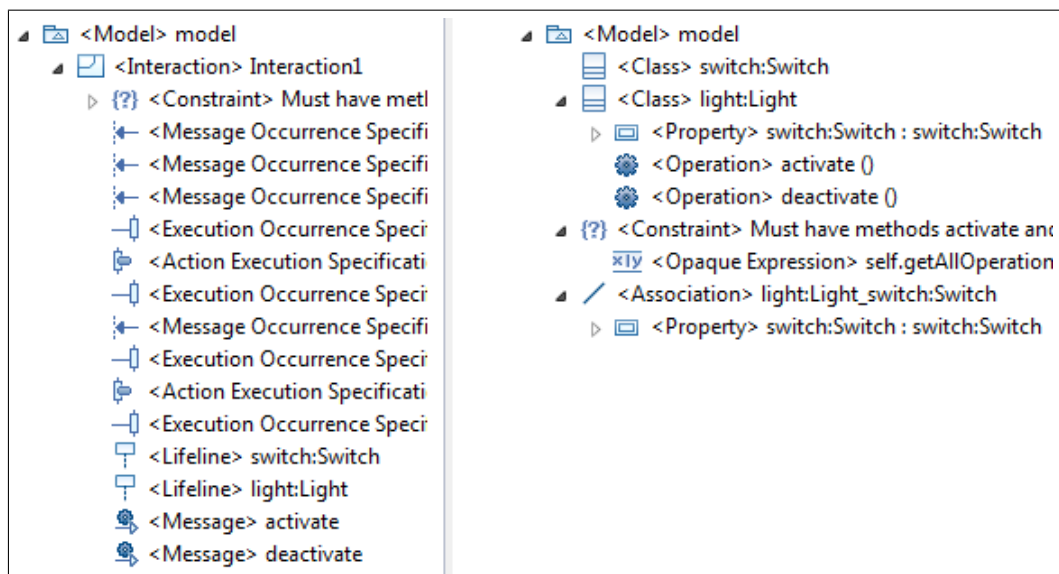 <Model> model
<Interaction> Interaction1
{?} <Constraint> Must have metl
<Message Occurrence Specifi
<Message Occurrence Specifi
<Message Occurrence Specifi
<Execution Occurrence Specif
<Action Execution Specificati
<Execution Occurrence Specif
<Message Occurrence Specifi
<Execution Occurrence Specif
<Action Execution Specificati
<Execution Occurrence Specif
<Lifeline> switch:Switch
<Lifeline> light:Light
<Message> activate
<Message> deactivate
<Model> model
<Class> switch:Switch
<Class> light:Light
<Property> switch:Switch : switch:Switch
<Operation> activate ()
<Operation> deactivate ()
{?} <Constraint> Must have methods activate and
x|y <Opaque Expression> self.getAllOperation
<Association> light:Light_switch:Switch
<Property> switch:Switch : switch:Switch